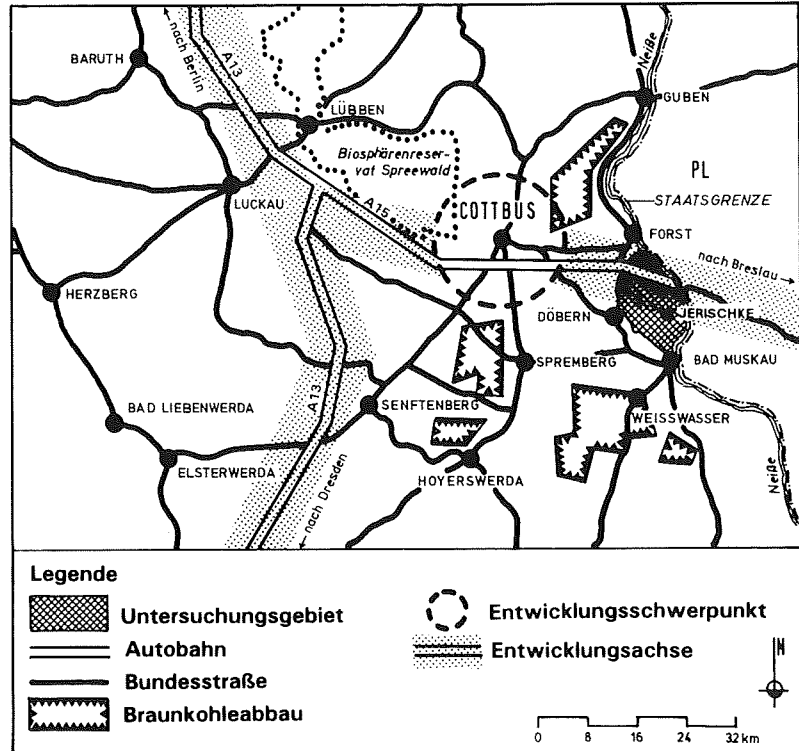 nach Berlin
A13
BARUTH
LÜBBEN
Neiße
GUBEN
Biosphärenreser-
vat Spreewald
PL
LUCKAU
A15
COTTBUS
STAATSGRENZE
FORST
nach Breslau
HERZBERG
DÖBERN
JERISCHKE
SPREMBERG
BAD MUSKAU
A13
BAD LIEBENWERDA
SENFTENBERG
WEISSWASSER
ELSTERWERDA
nach Dresden
HOYERSWERDA
Neiße
Legende
Untersuchungsgebiet
Autobahn
Bundesstraße
Braunkohleabbau
Entwicklungsschwerpunkt
Entwicklungsachse
N
0 8 16 24 32 km